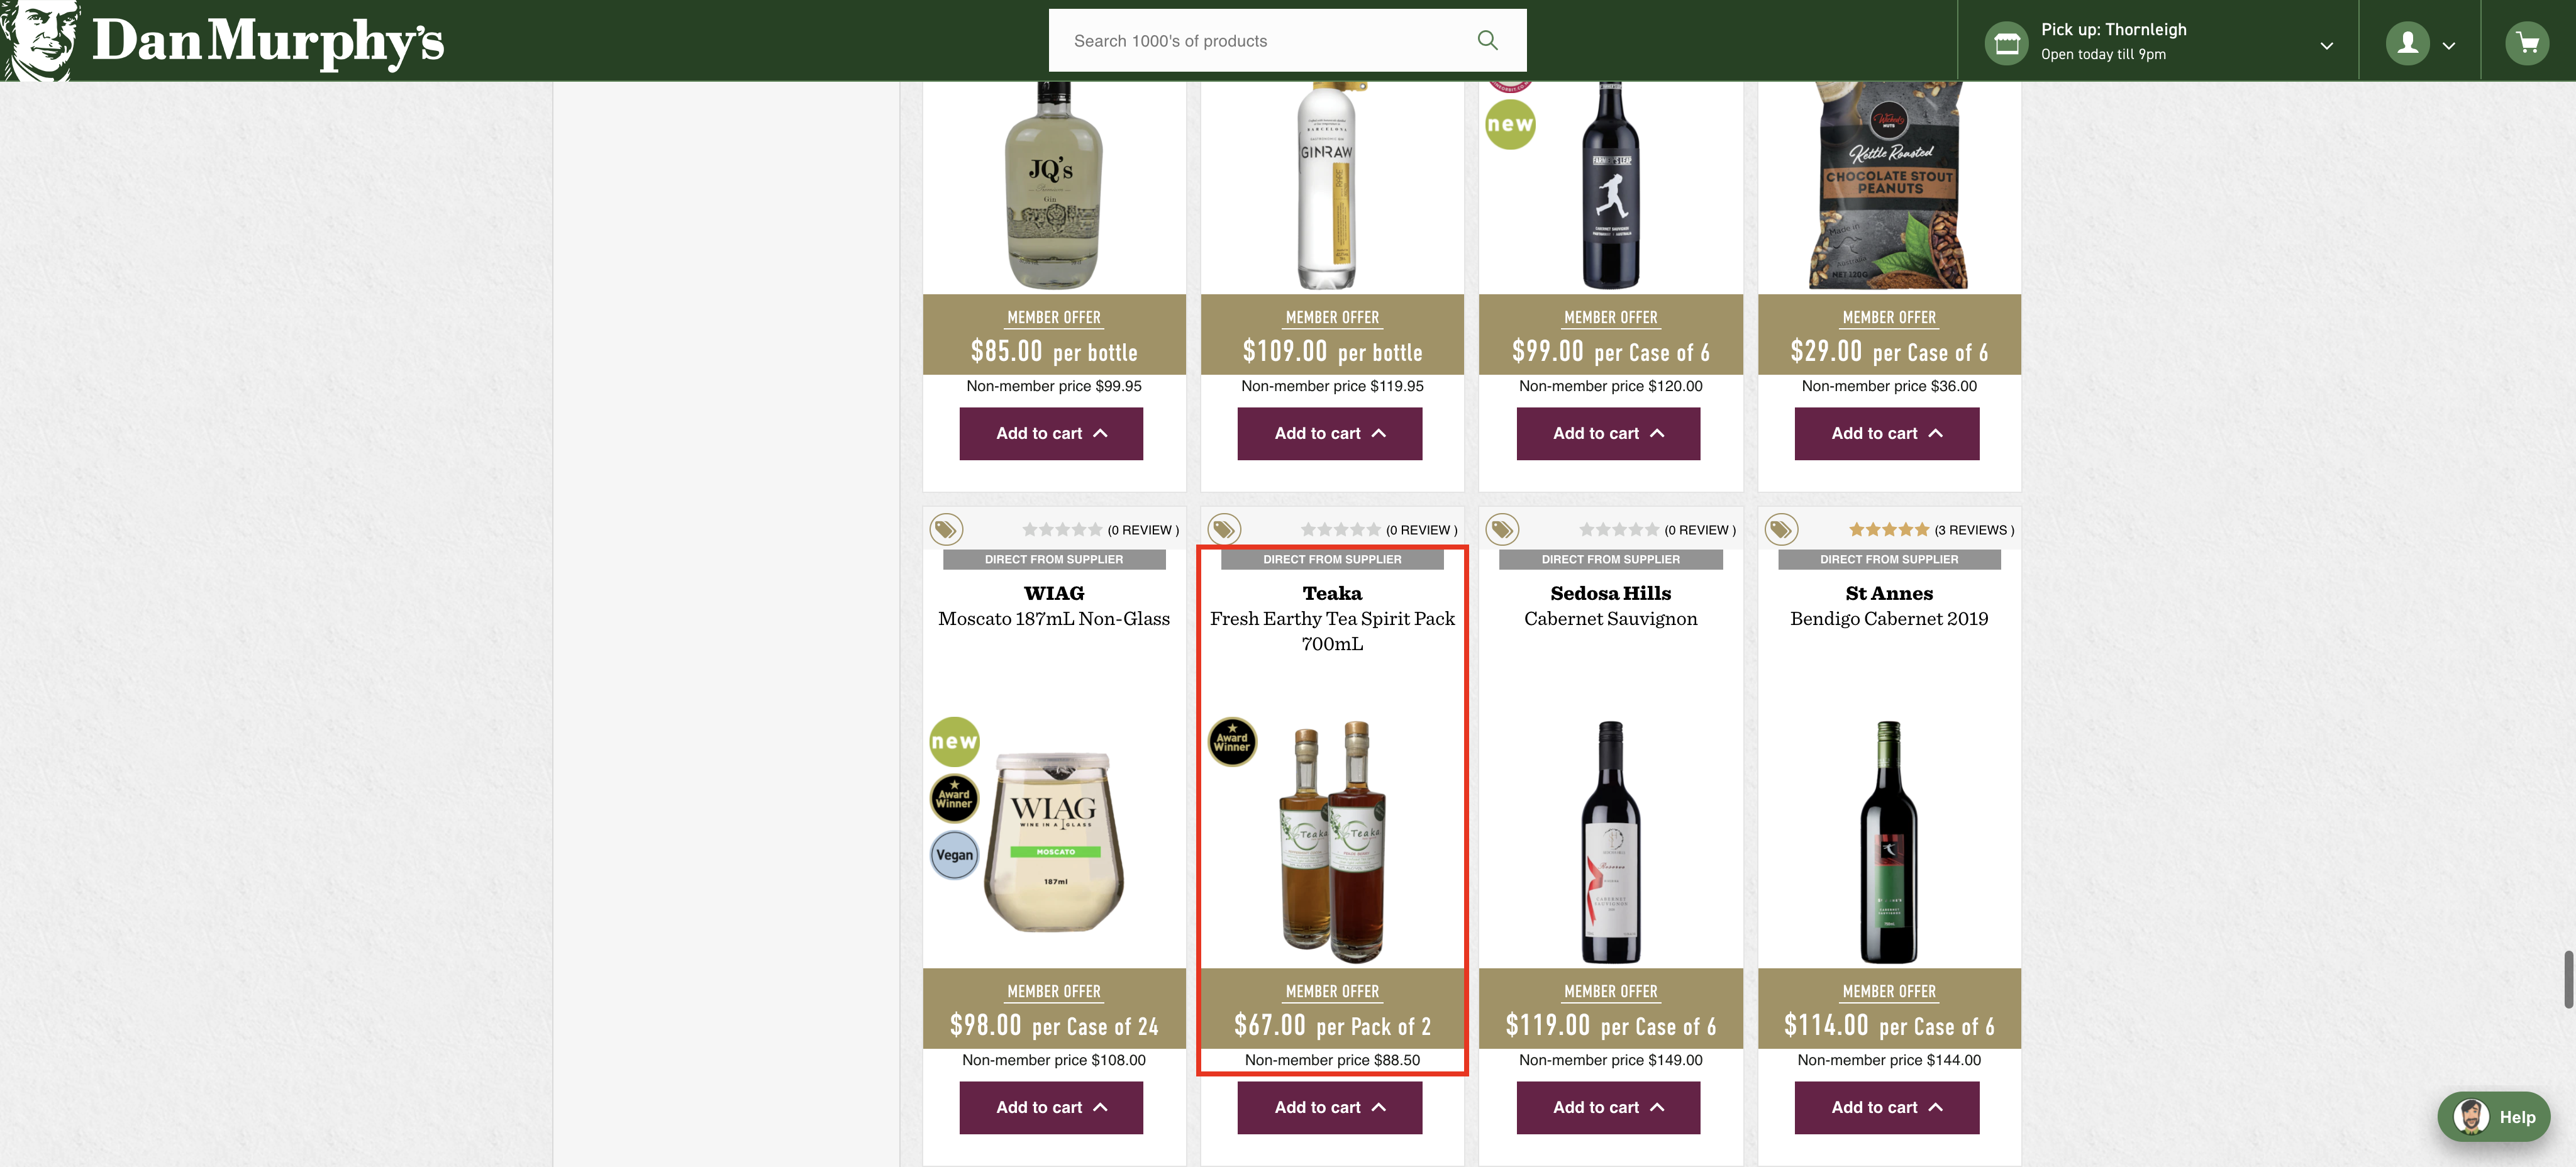 Dan Murphy's
Search 1000's of products
Pick up: Thornleigh
Open today till 9pm
JQ's
Gin
BARCELONA
GINRAW
new
FARMER'S LEAP
Wicked
NUTS
Kettle Roasted
CHOCOLATE STOUT
PEANUTS
Made in
Australia
NET 120G
MEMBER OFFER
$85.00 per bottle
Non-member price $99.95
Add to cart
MEMBER OFFER
$109.00 per bottle
Non-member price $119.95
Add to cart
MEMBER OFFER
$99.00 per Case of 6
Non-member price $120.00
Add to cart
MEMBER OFFER
$29.00 per Case of 6
Non-member price $36.00
Add to cart
(0 REVIEW )
DIRECT FROM SUPPLIER
WIAG
Moscato 187mL Non-Glass
new
Award
Winner
Vegan
WIAG
WINE IN A GLASS
MOSCATO
187ml
MEMBER OFFER
$98.00 per Case of 24
Non-member price $108.00
Add to cart
(0 REVIEW )
DIRECT FROM SUPPLIER
Teaka
Fresh Earthy Tea Spirit Pack
700mL
Award
Winner
Teaka
Teaka
MEMBER OFFER
$67.00 per Pack of 2
Non-member price $88.50
Add to cart
(0 REVIEW )
DIRECT FROM SUPPLIER
Sedosa Hills
Cabernet Sauvignon
MEMBER OFFER
$119.00 per Case of 6
Non-member price $149.00
Add to cart
(3 REVIEWS )
DIRECT FROM SUPPLIER
St Annes
Bendigo Cabernet 2019
MEMBER OFFER
$114.00 per Case of 6
Non-member price $144.00
Add to cart
Help